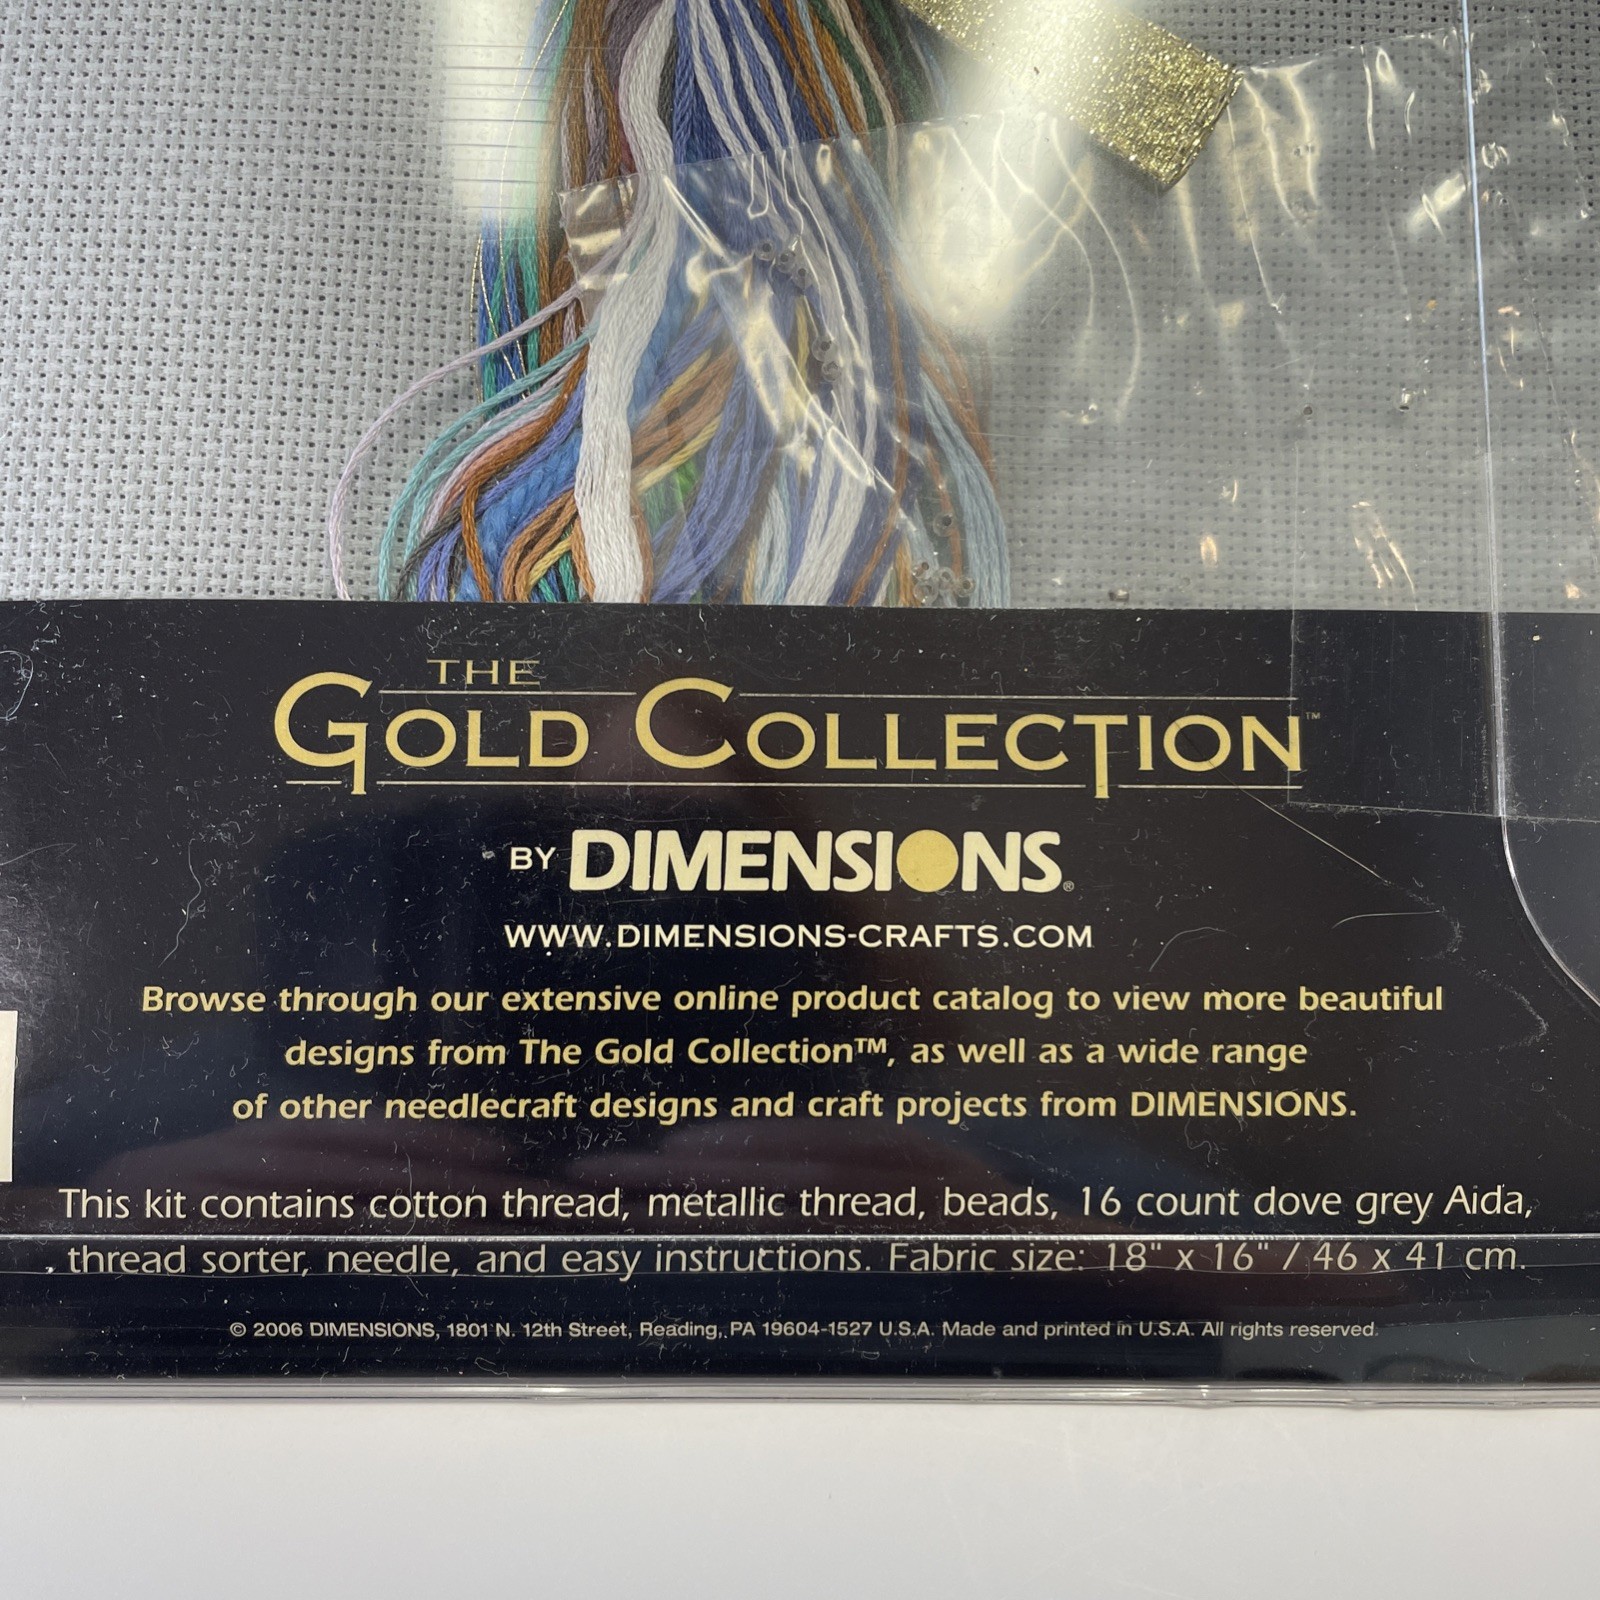 THE
GOLD COLLECTION™
BY DIMENSIONS®
WWW.DIMENSIONS-CRAFTS.COM
Browse through our extensive online product catalog to view more beautiful
designs from The Gold Collection™, as well as a wide range
of other needlecraft designs and craft projects from DIMENSIONS.
This kit contains cotton thread, metallic thread, beads, 16 count dove grey Aida,
thread sorter, needle, and easy instructions. Fabric size: 18" x 16" / 46 x 41 cm.
© 2006 DIMENSIONS, 1801 N. 12th Street, Reading, PA 19604-1527 U.S.A. Made and printed in U.S.A. All rights reserved.